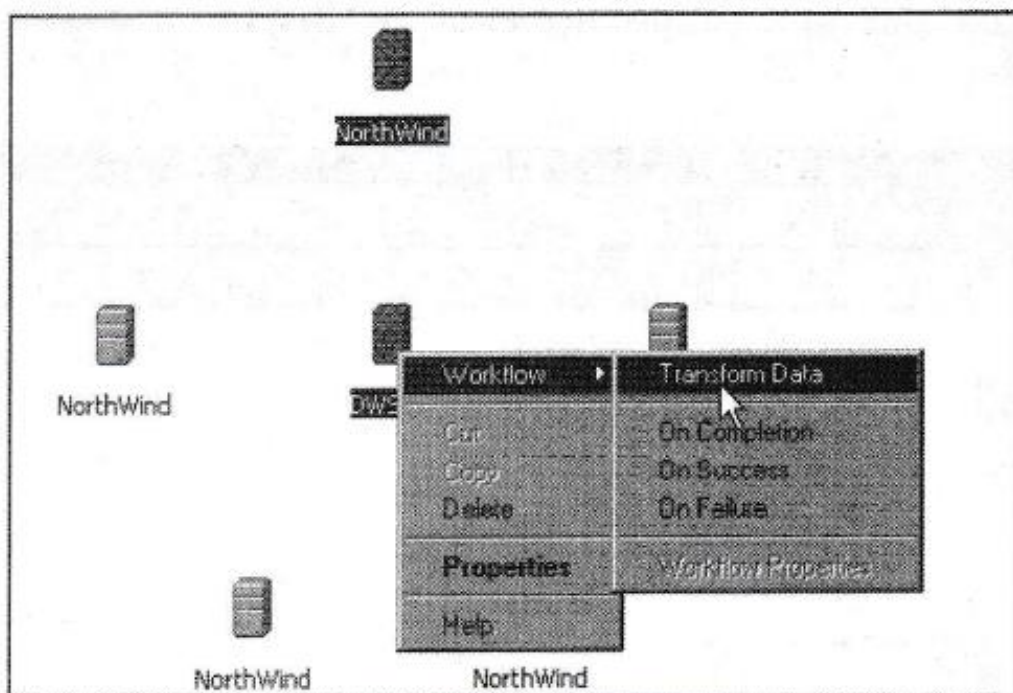 NorthWind
NorthWind
DWS
Workflow
Transform Data
Cut
Copy
Delete
On Completion
On Success
On Failure
Properties
Workflow Properties
Help
NorthWind
NorthWind